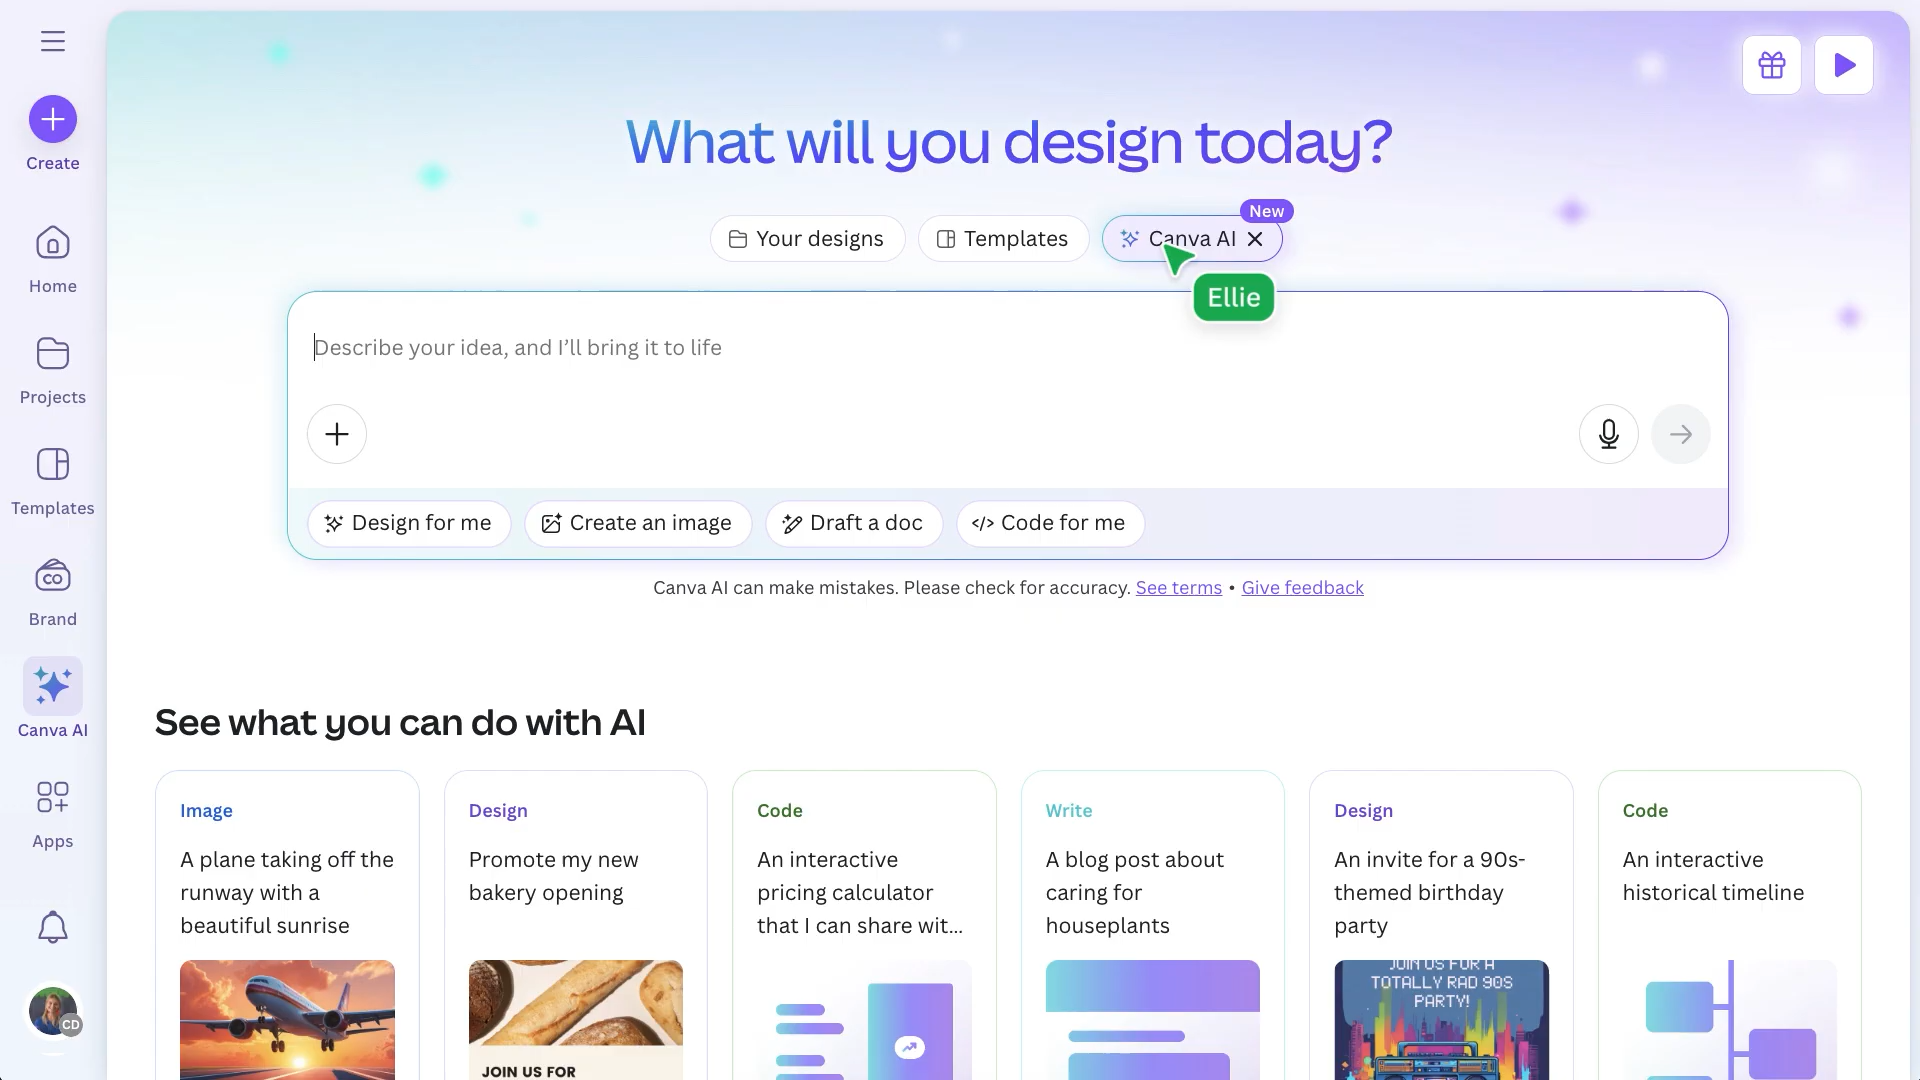 What will you design today?
New
Your designs
Templates
Canva AI
Ellie
Describe your idea, and I’ll bring it to life
Design for me
Create an image
Draft a doc
</> Code for me
Canva AI can make mistakes. Please check for accuracy. See terms • Give feedback
Create
Home
Projects
Templates
CO
Brand
Canva AI
Apps
CD
See what you can do with AI
Image
A plane taking off the
runway with a
beautiful sunrise
Design
Promote my new
bakery opening
JOIN US FOR
Code
An interactive
pricing calculator
that I can share wit...
Write
A blog post about
caring for
houseplants
Design
An invite for a 90s-
themed birthday
party
JOIN US FOR A
TOTALLY RAD 90S
PARTY!
Code
An interactive
historical timeline